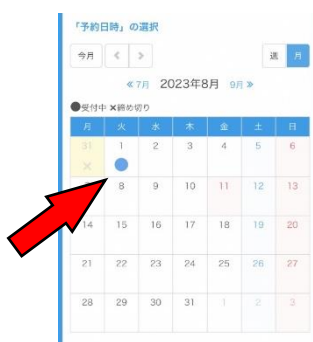 「予約日時」の選択
今月 < > 週 月
≪ 7月 2023年8月 9月 ≫
●受付中 ×締め切り
月 火 水 木 金 土 日
31 1 2 3 4 5 6
× ●
8 9 10 11 12 13
14 15 16 17 18 19 20
21 22 23 24 25 26 27
28 29 30 31 1 2 3